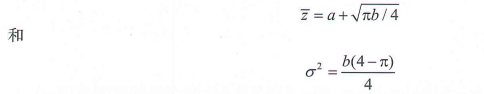 z̅ = a + √πb / 4
和
σ² = b(4 − π) / 4